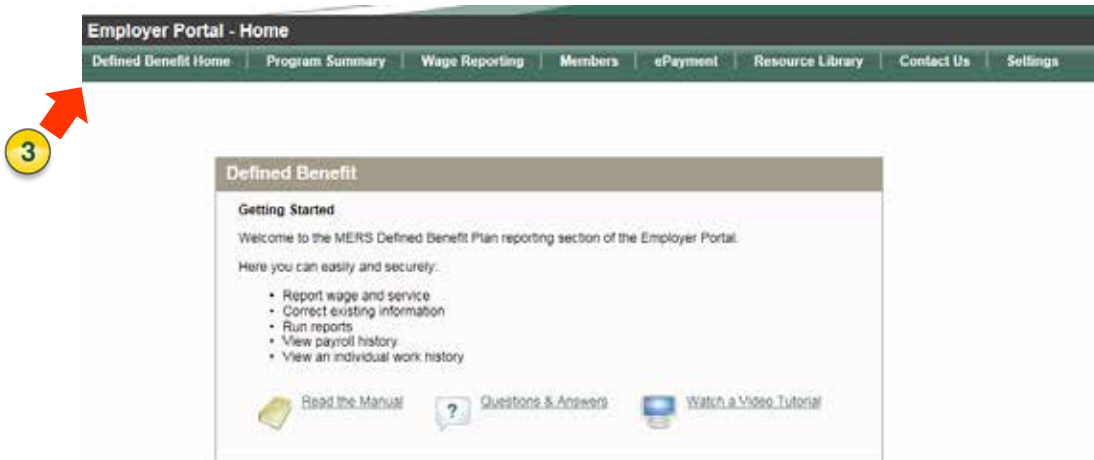 Employer Portal - Home
Defined Benefit Home Program Summary Wage Reporting Members ePayment Resource Library Contact Us Settings
3
Defined Benefit
Getting Started
Welcome to the MERS Defined Benefit Plan reporting section of the Employer Portal.
Here you can easily and securely:
• Report wage and service
• Correct existing information
• Run reports
• View payroll history
• View an individual work history
Read the Manual ? Questions & Answers Watch a Video Tutorial